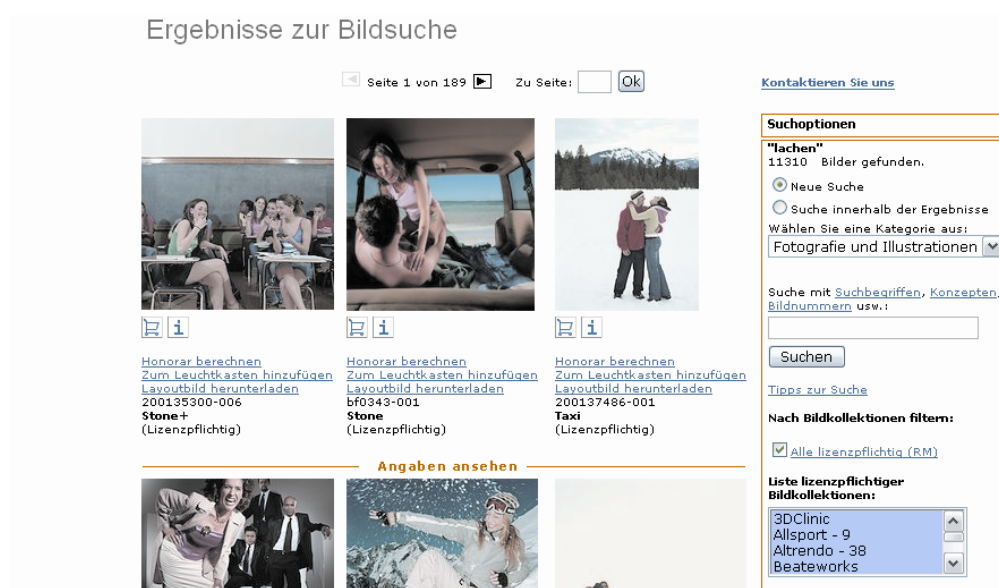 Ergebnisse zur Bildsuche
Seite 1 von 189
Zu Seite:
Ok
Kontaktieren Sie uns
Suchoptionen
"lachen"
11310 Bilder gefunden.
Neue Suche
Suche innerhalb der Ergebnisse
Wählen Sie eine Kategorie aus:
Fotografie und Illustrationen
Suche mit Suchbegriffen, Konzepten,
Bildnummern usw.:
Suchen
Tipps zur Suche
Nach Bildkollektionen filtern:
Alle lizenzpflichtig (RM)
Liste lizenzpflichtiger
Bildkollektionen:
3DClinic
Allsport - 9
Altrendo - 38
Beateworks
Honorar berechnen
Zum Leuchtkasten hinzufügen
Layoutbild herunterladen
200135300-006
Stone+
(Lizenzpflichtig)
Honorar berechnen
Zum Leuchtkasten hinzufügen
Layoutbild herunterladen
bf0343-001
Stone
(Lizenzpflichtig)
Honorar berechnen
Zum Leuchtkasten hinzufügen
Layoutbild herunterladen
200137486-001
Taxi
(Lizenzpflichtig)
Angaben ansehen